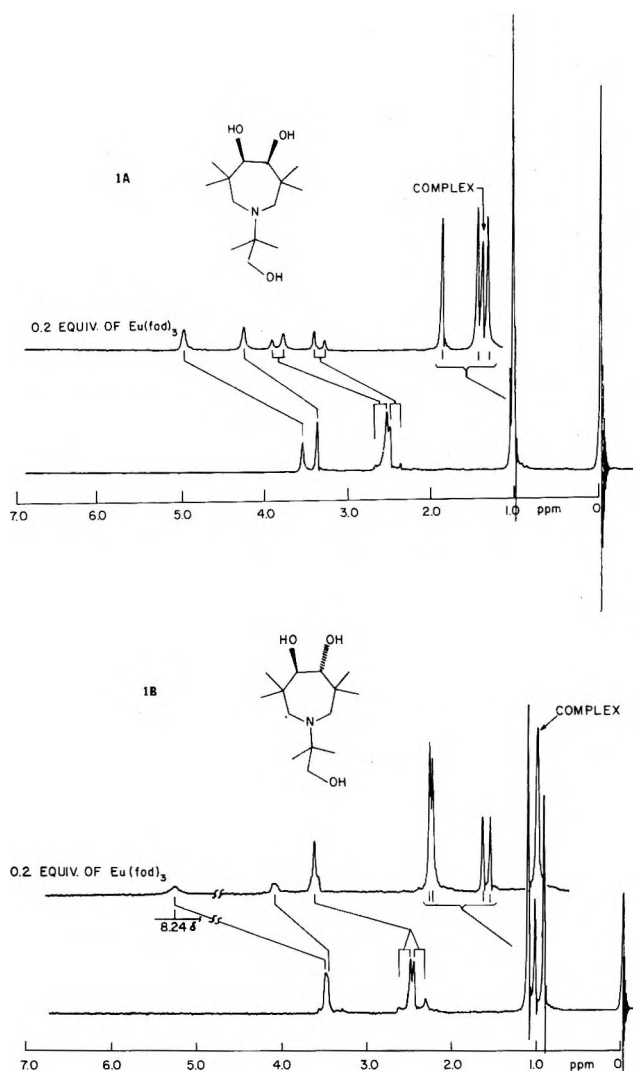 HO OH
1A
COMPLEX
N
OH
0.2 EQUIV. OF Eu(fod)3
7.0 6.0 5.0 4.0 3.0 2.0 1.0 ppm 0
HO OH
1B
COMPLEX
N
OH
0.2 EQUIV. OF Eu(fod)3
8.24 δ
7.0 6.0 5.0 4.0 3.0 2.0 1.0 ppm 0